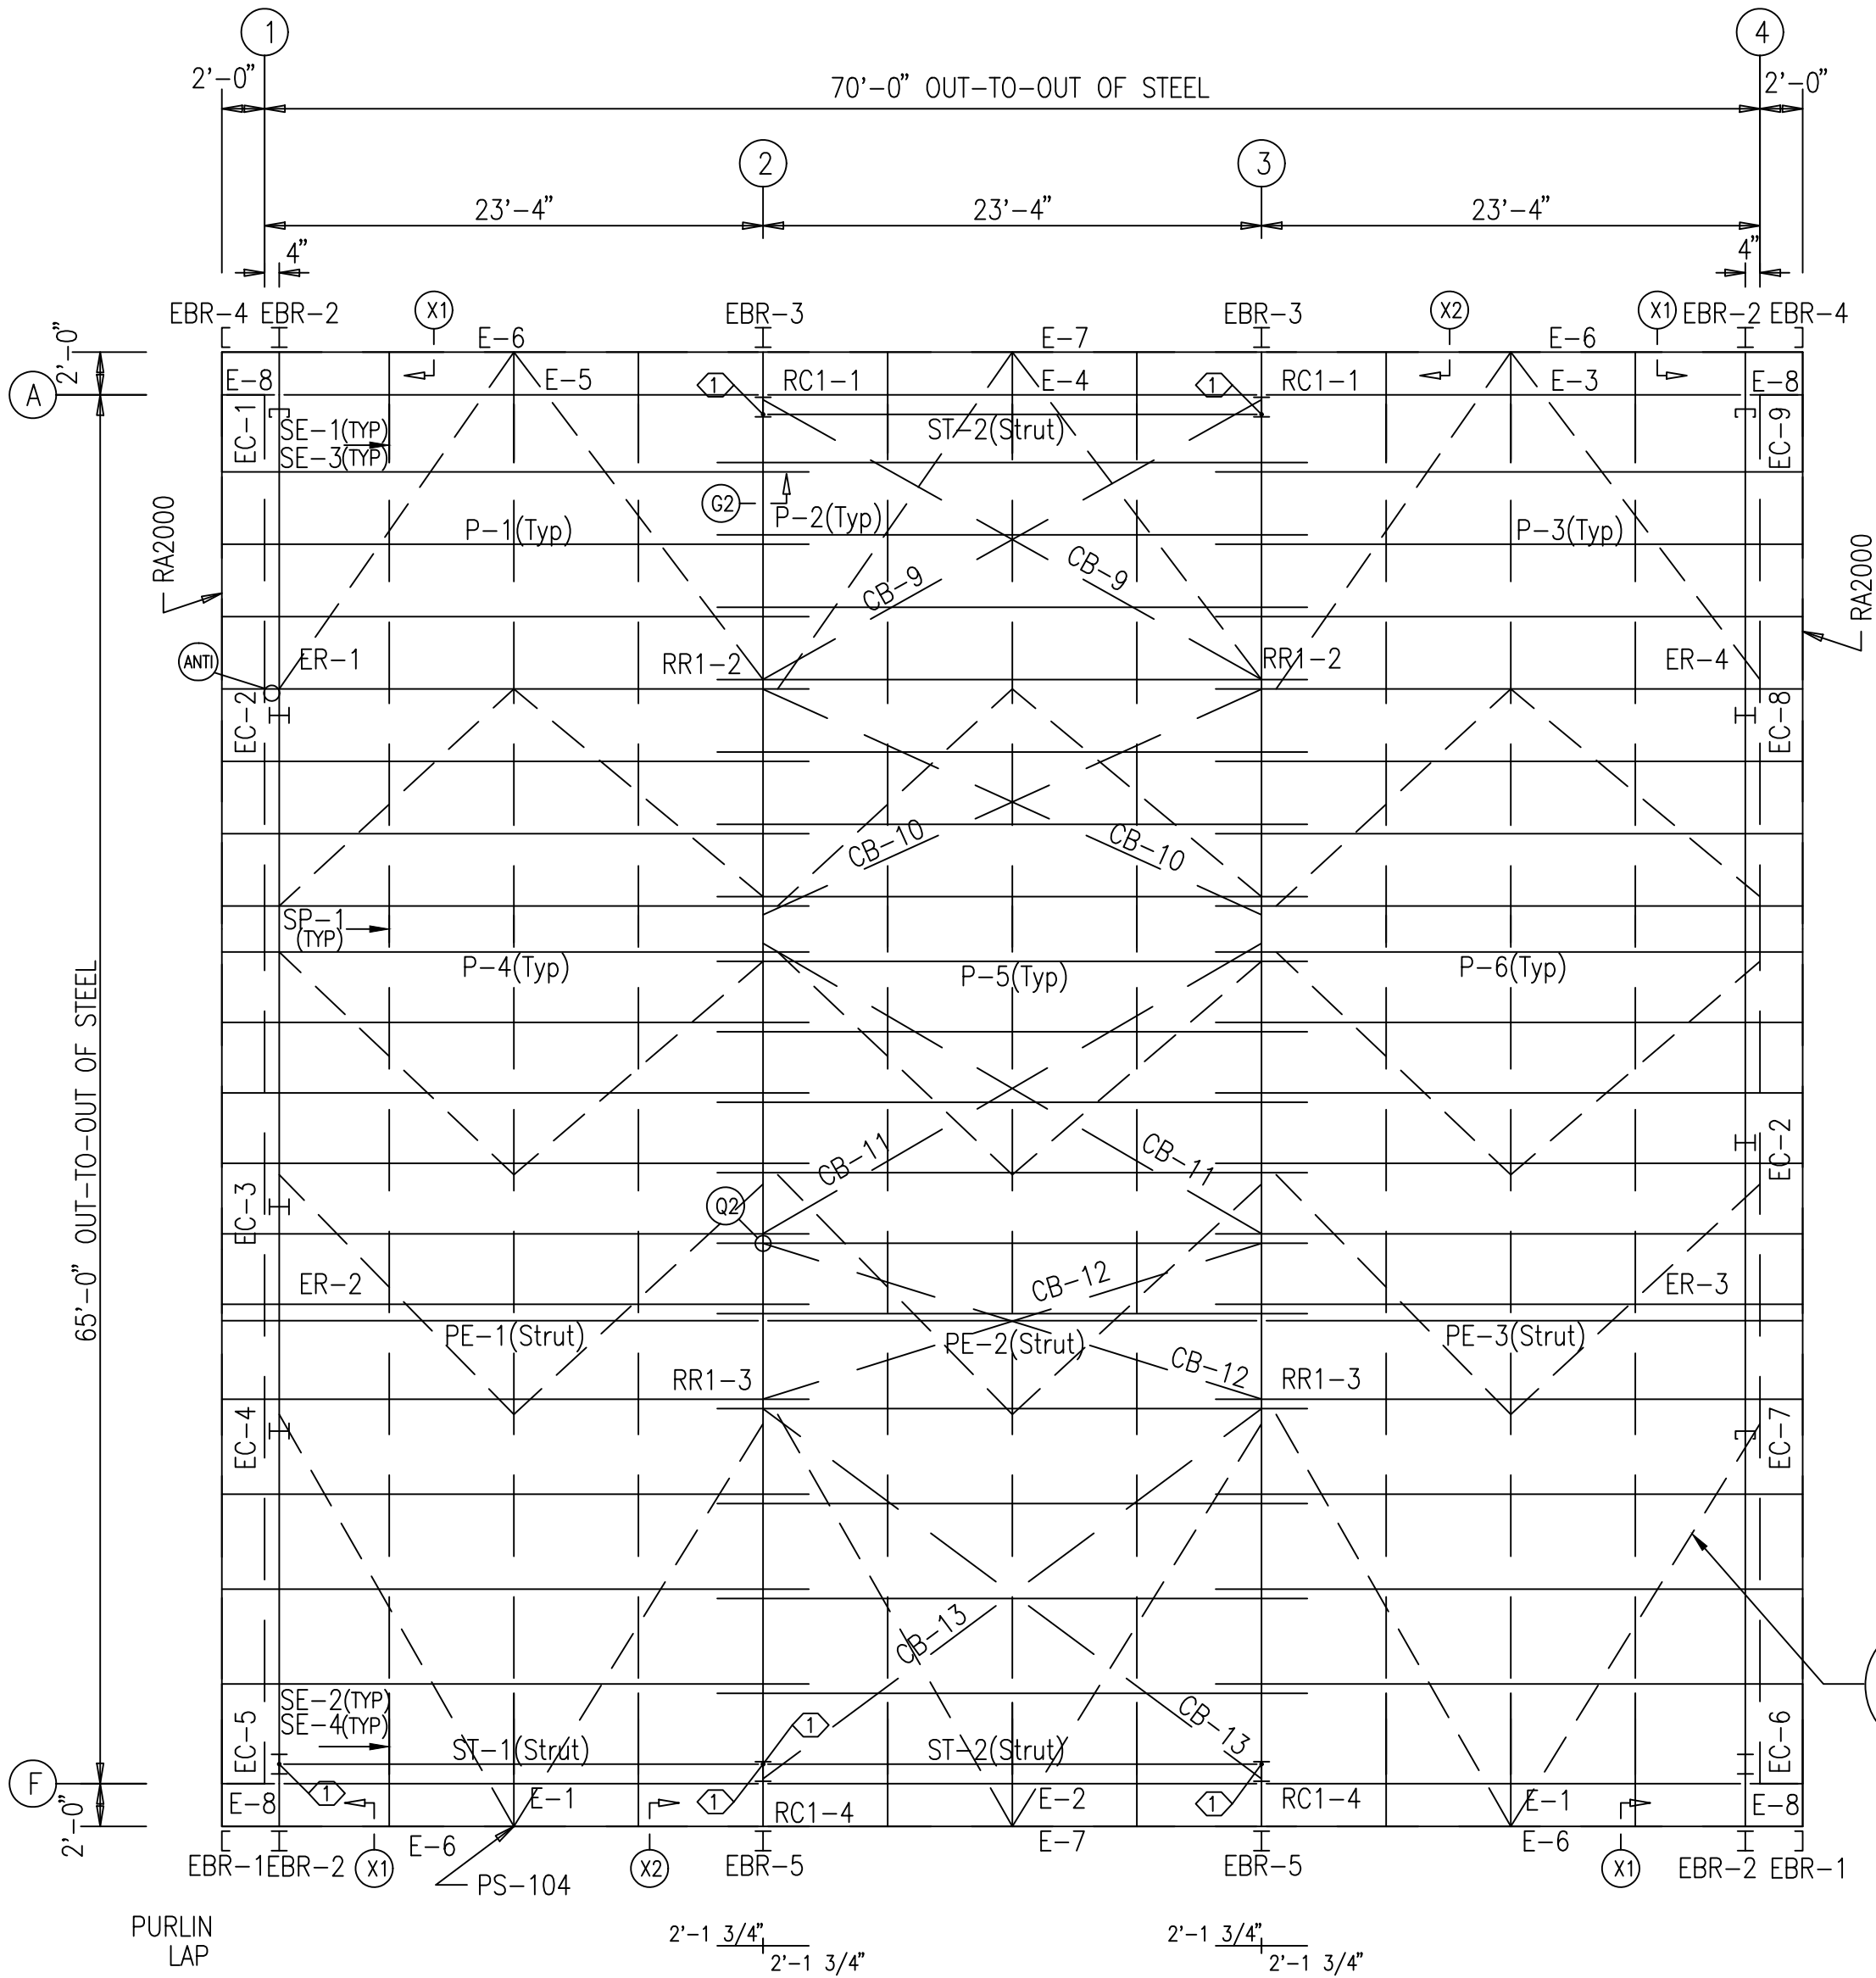 1
4
2'-0"
70'-0" OUT-TO-OUT OF STEEL
2'-0"
2
3
23'-4"
23'-4"
23'-4"
4"
4"
EBR-4
EBR-2
X1
EBR-3
EBR-3
X2
X1
EBR-2
EBR-4
2'-0"
E-6
E-7
E-6
A
E-8
E-5
1
RC1-1
E-4
1
RC1-1
E-3
E-8
EC-1
SE-1(TYP)
SE-3(TYP)
ST-2(Strut)
EC-9
G2
P-1(Typ)
P-2(Typ)
P-3(Typ)
RA2000
RA2000
CB-9
CB-9
ANTI
ER-1
RR1-2
RR1-2
ER-4
EC-2
EC-8
CB-10
CB-10
SP-1
(TYP)
P-4(Typ)
P-5(Typ)
P-6(Typ)
65'-0" OUT-TO-OUT OF STEEL
CB-11
CB-11
EC-2
EC-3
Q2
ER-2
CB-12
ER-3
PE-1(Strut)
PE-2(Strut)
PE-3(Strut)
CB-12
RR1-3
RR1-3
EC-4
EC-7
CB-13
CB-13
SE-2(TYP)
SE-4(TYP)
EC-5
EC-6
1
ST-1(Strut)
ST-2(Strut)
F
1
1
1
2'-0"
E-8
E-1
RC1-4
E-2
RC1-4
E-1
E-8
E-6
E-7
E-6
EBR-1
EBR-2
X1
X2
EBR-5
EBR-5
X1
EBR-2
EBR-1
PS-104
PURLIN
LAP
2'-1 3/4"
2'-1 3/4"
2'-1 3/4"
2'-1 3/4"